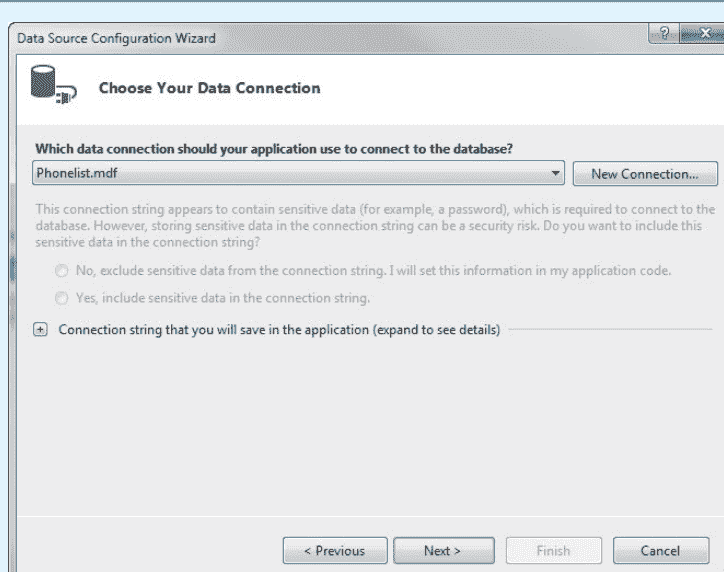 Data Source Configuration Wizard
Choose Your Data Connection
Which data connection should your application use to connect to the database?
Phonelist.mdf
New Connection...
This connection string appears to contain sensitive data (for example, a password), which is required to connect to the
database. However, storing sensitive data in the connection string can be a security risk. Do you want to include this
sensitive data in the connection string?
No, exclude sensitive data from the connection string. I will set this information in my application code.
Yes, include sensitive data in the connection string.
Connection string that you will save in the application (expand to see details)
< Previous
Next >
Finish
Cancel